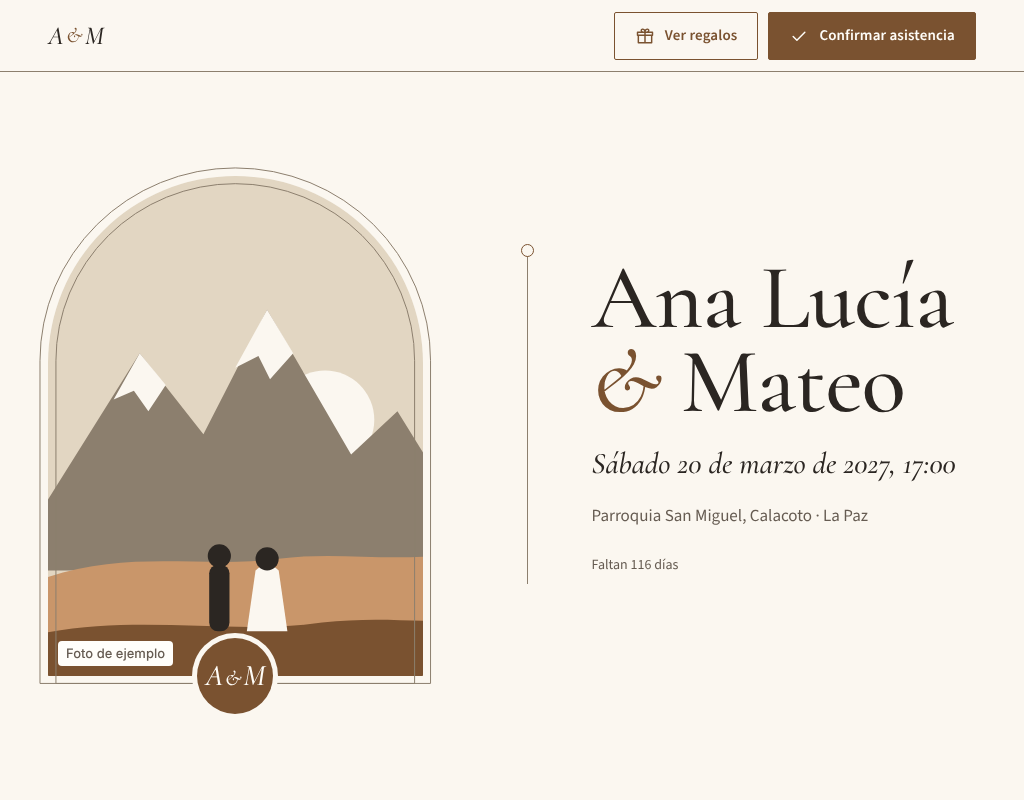 A & M
Ver regalos
Confirmar asistencia
Ana Lucía
& Mateo
Sábado 20 de marzo de 2027, 17:00
Parroquia San Miguel, Calacoto · La Paz
Faltan 116 días
Foto de ejemplo
A & M